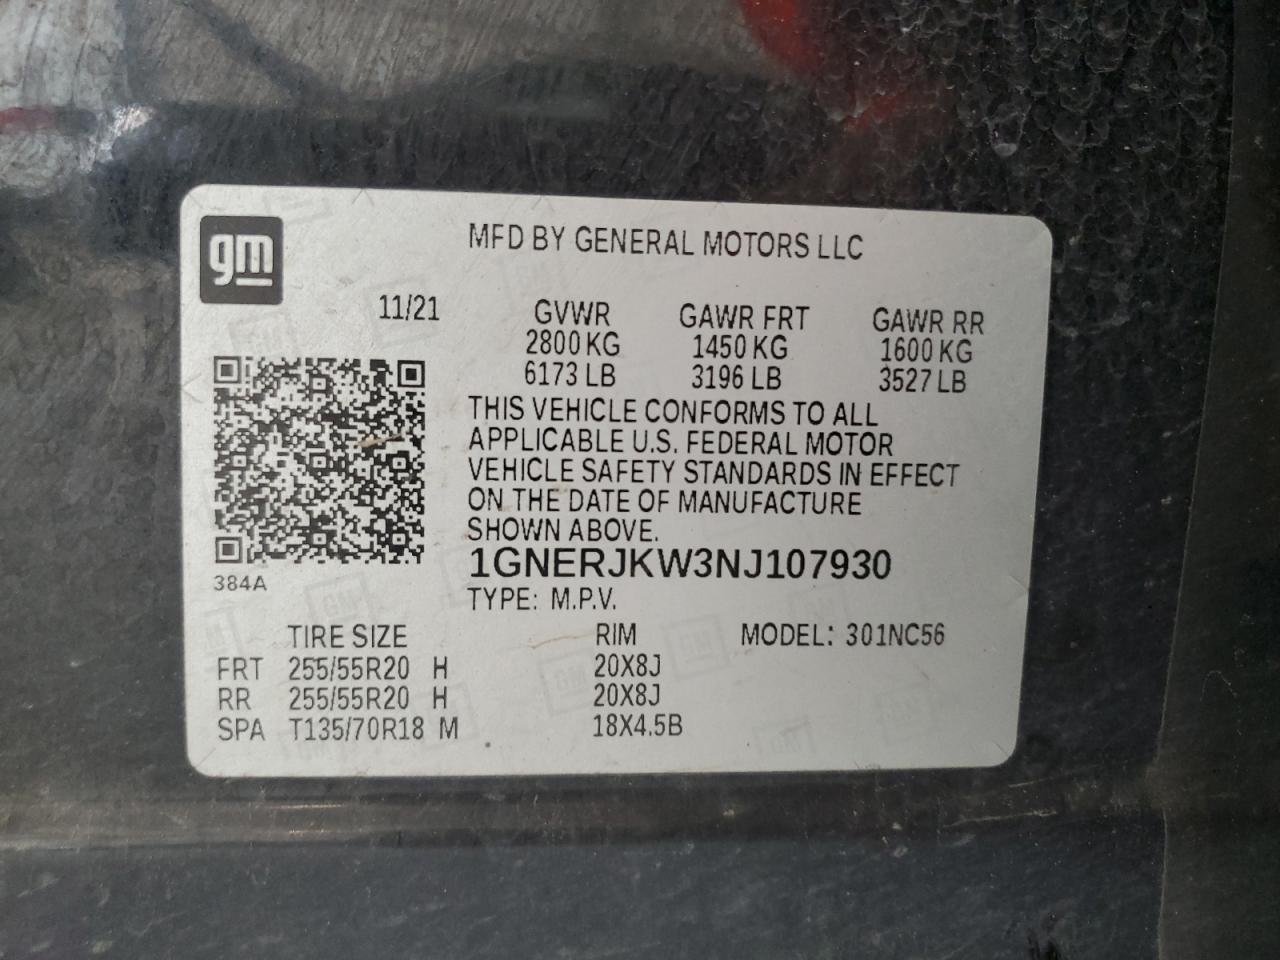 gm
MFD BY GENERAL MOTORS LLC
11/21 GVWR GAWR FRT GAWR RR
2800 KG 1450 KG 1600 KG
6173 LB 3196 LB 3527 LB
THIS VEHICLE CONFORMS TO ALL
APPLICABLE U.S. FEDERAL MOTOR
VEHICLE SAFETY STANDARDS IN EFFECT
ON THE DATE OF MANUFACTURE
SHOWN ABOVE.
1GNERJKW3NJ107930
384A
TYPE: M.P.V.
TIRE SIZE RIM MODEL: 301NC56
FRT 255/55R20 H 20X8J
RR 255/55R20 H 20X8J
SPA T135/70R18 M 18X4.5B